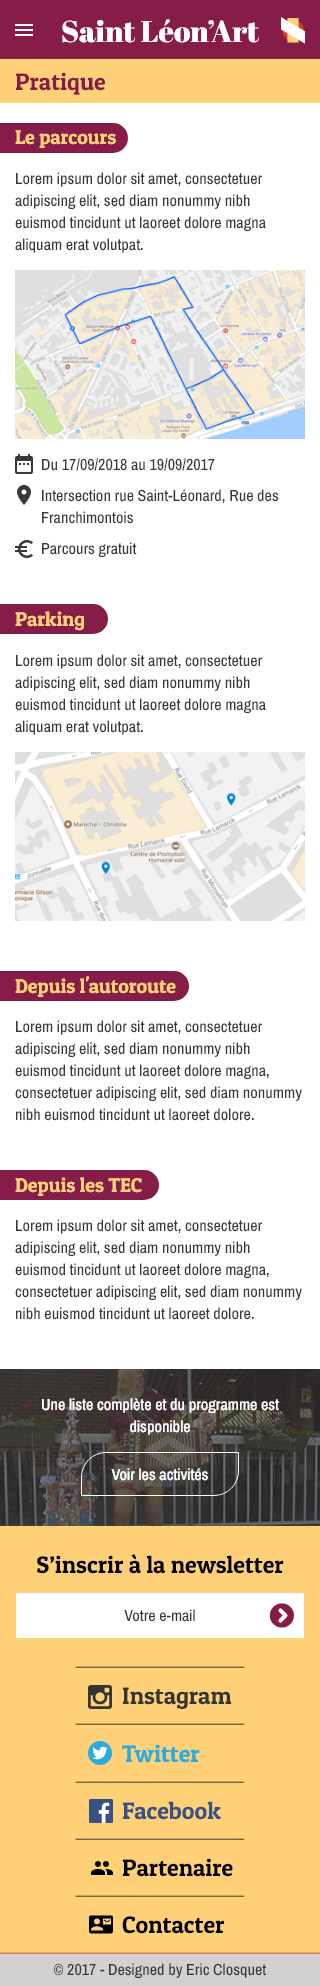 Saint Léon’Art
Pratique
Le parcours
Lorem ipsum dolor sit amet, consectetuer
adipiscing elit, sed diam nonummy nibh
euismod tincidunt ut laoreet dolore magna
aliquam erat volutpat.
Du 17/09/2018 au 19/09/2017
Intersection rue Saint-Léonard, Rue des
Franchimontois
Parcours gratuit
Parking
Lorem ipsum dolor sit amet, consectetuer
adipiscing elit, sed diam nonummy nibh
euismod tincidunt ut laoreet dolore magna
aliquam erat volutpat.
Rue David
Rue Lamarck
Maréchal / Christine
Rue Lamarck
Rue Lamarck
Centre de Promotion
Humaine asbl
Jonruelle
Rue des
Depuis l'autoroute
Lorem ipsum dolor sit amet, consectetuer
adipiscing elit, sed diam nonummy nibh
euismod tincidunt ut laoreet dolore magna,
consectetuer adipiscing elit, sed diam nonummy
nibh euismod tincidunt ut laoreet dolore.
Depuis les TEC
Lorem ipsum dolor sit amet, consectetuer
adipiscing elit, sed diam nonummy nibh
euismod tincidunt ut laoreet dolore magna,
consectetuer adipiscing elit, sed diam nonummy
nibh euismod tincidunt ut laoreet dolore.
Une liste complète et du programme est
disponible
Voir les activités
S’inscrir à la newsletter
Votre e-mail
Instagram
Twitter
Facebook
Partenaire
Contacter
© 2017 - Designed by Eric Closquet